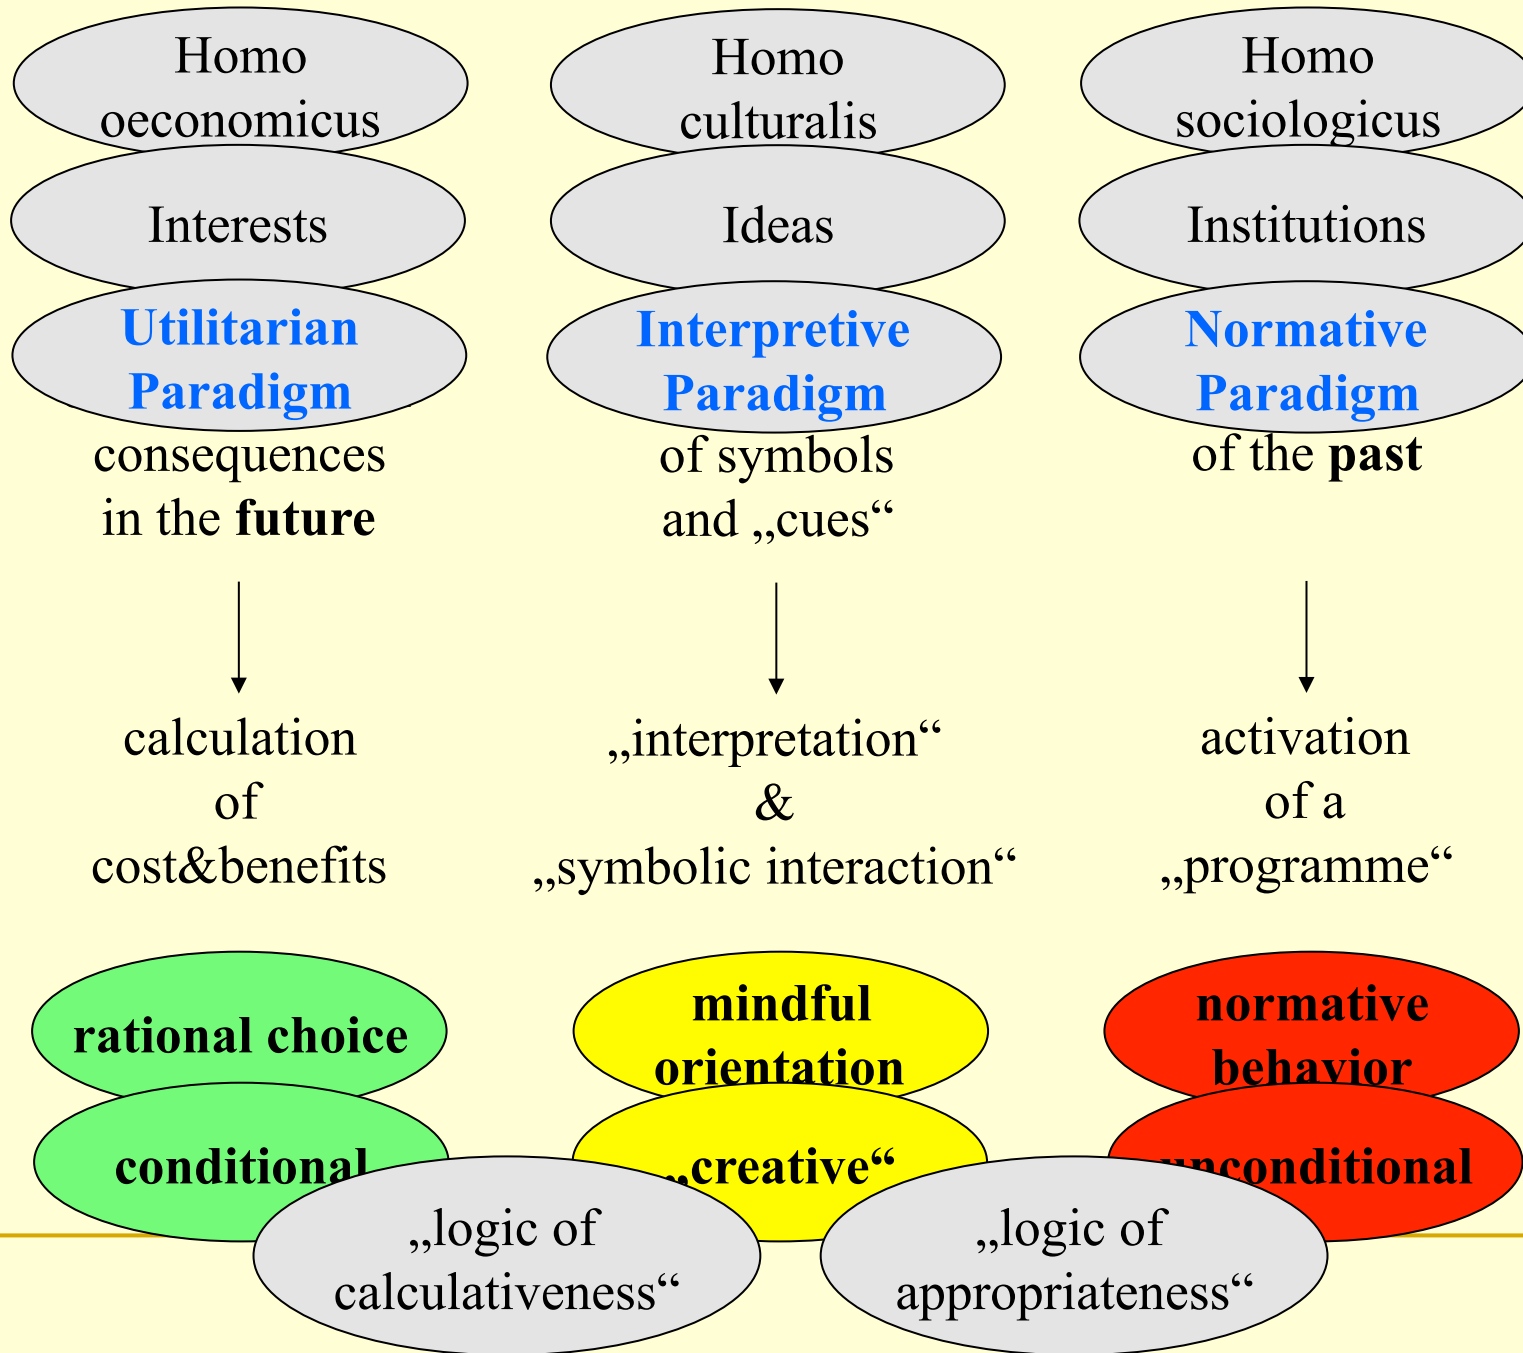 Homo
oeconomicus
Interests
Utilitarian
Paradigm
consequences
in the future
calculation
of
cost&benefits
rational choice
conditional
Homo
culturalis
Ideas
Interpretive
Paradigm
of symbols
and „cues“
„interpretation“
&
„symbolic interaction“
mindful
orientation
„creative“
Homo
sociologicus
Institutions
Normative
Paradigm
of the past
activation
of a
„programme“
normative
behavior
unconditional
„logic of
calculativeness“
„logic of
appropriateness“